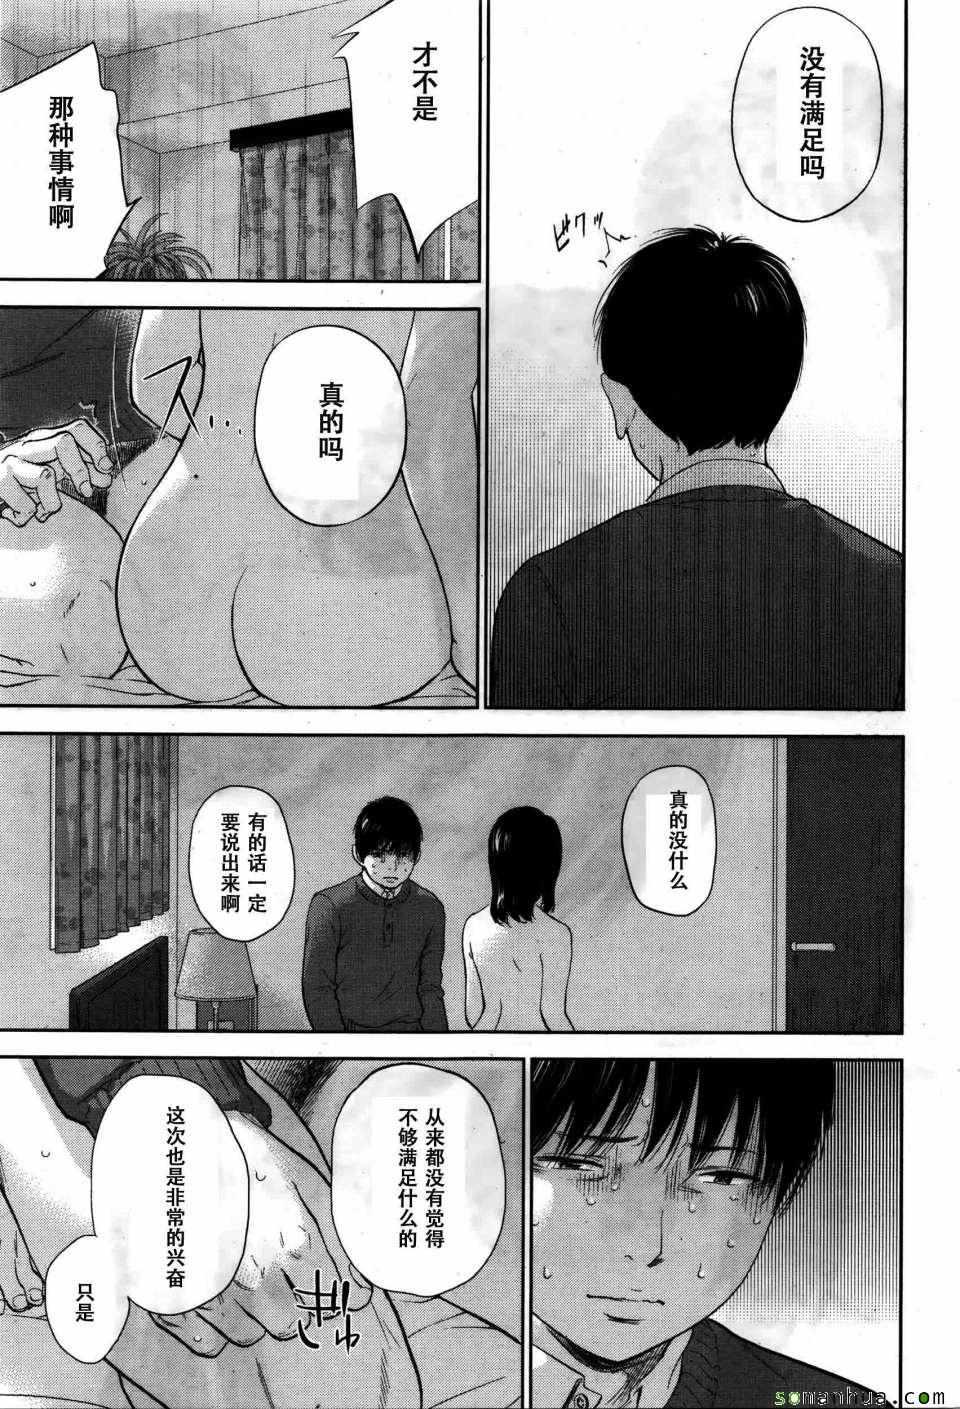 没有满足吗
ビクッ
才不是
那种事情啊
真的吗
ス…
真的没什么
有的话一定
要说出来啊
从来都没有觉得
不够满足什么的
这次也是非常的兴奋
只是
ぎゅ
somanhua.com